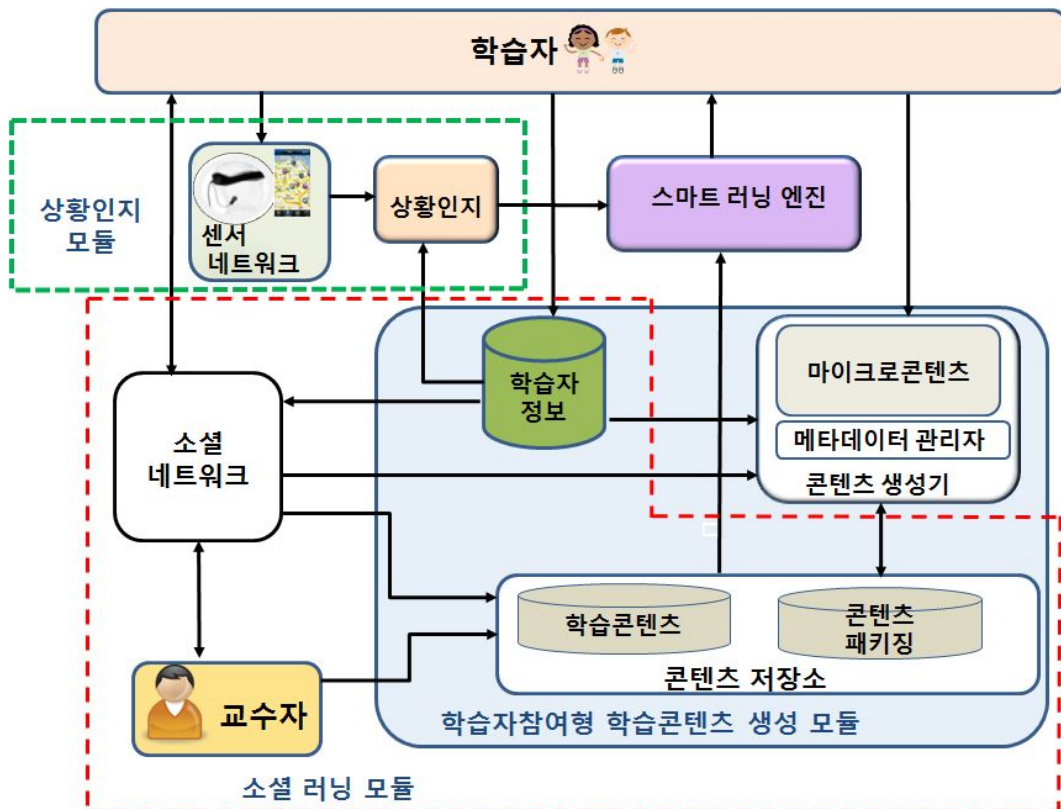 학습자
상황인지
모듈
센서
네트워크
상황인지
스마트 러닝 엔진
학습자
정보
마이크로콘텐츠
메타데이터 관리자
콘텐츠 생성기
소셜
네트워크
학습콘텐츠
콘텐츠
패키징
콘텐츠 저장소
교수자
학습자참여형 학습콘텐츠 생성 모듈
소셜 러닝 모듈